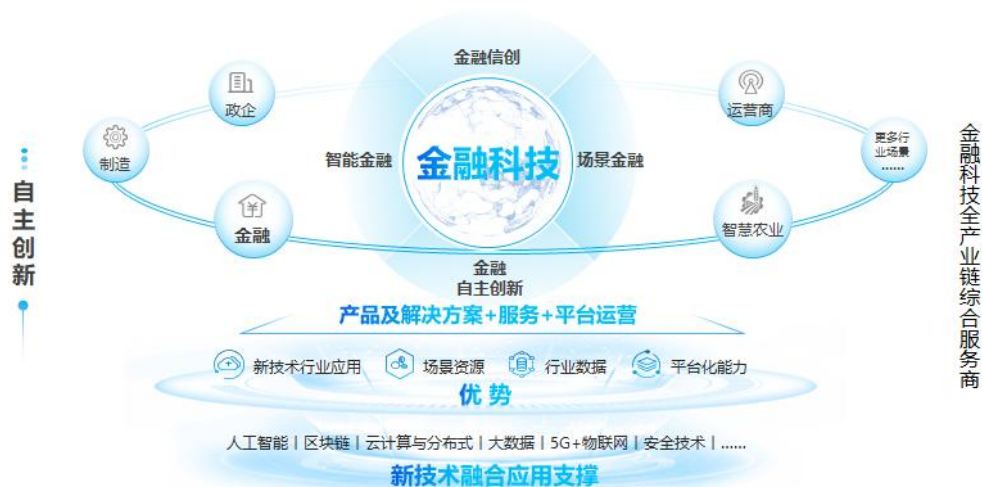 金融信创
政企
运营商
制造
更多行
业场景
......
智能金融
金融科技
场景金融
自主创新
金融
智慧农业
金融
自主创新
金融科技全产业链综合服务商
产品及解决方案+服务+平台运营
新技术行业应用
场景资源
行业数据
平台化能力
优势
人工智能|区块链|云计算与分布式|大数据|5G+物联网|安全技术|......
新技术融合应用支撑